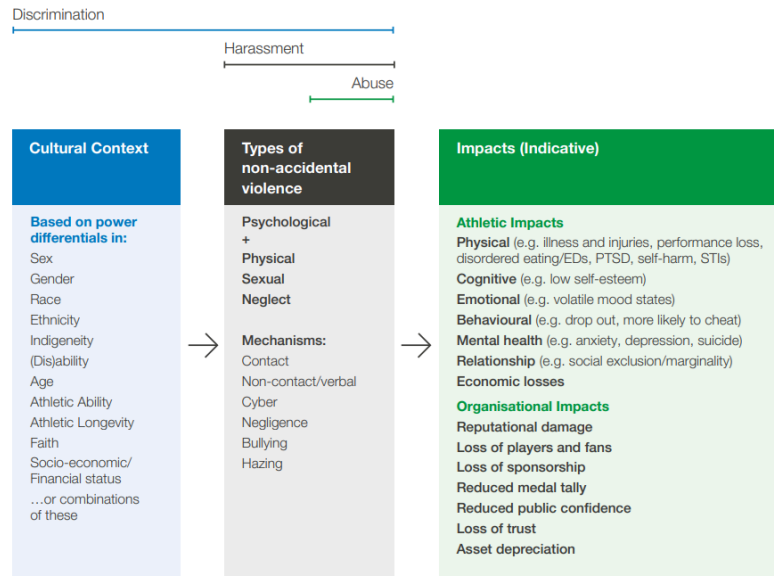 Discrimination
Harassment
Abuse
Cultural Context
Based on power
differentials in:
Sex
Gender
Race
Ethnicity
Indigeneity
(Dis)ability
Age
Athletic Ability
Athletic Longevity
Faith
Socio-economic/
Financial status
…or combinations
of these
Types of
non-accidental
violence
Psychological
+
Physical
Sexual
Neglect
Mechanisms:
Contact
Non-contact/verbal
Cyber
Negligence
Bullying
Hazing
Impacts (Indicative)
Athletic Impacts
Physical (e.g. illness and injuries, performance loss,
disordered eating/EDs, PTSD, self-harm, STIs)
Cognitive (e.g. low self-esteem)
Emotional (e.g. volatile mood states)
Behavioural (e.g. drop out, more likely to cheat)
Mental health (e.g. anxiety, depression, suicide)
Relationship (e.g. social exclusion/marginality)
Economic losses
Organisational Impacts
Reputational damage
Loss of players and fans
Loss of sponsorship
Reduced medal tally
Reduced public confidence
Loss of trust
Asset depreciation